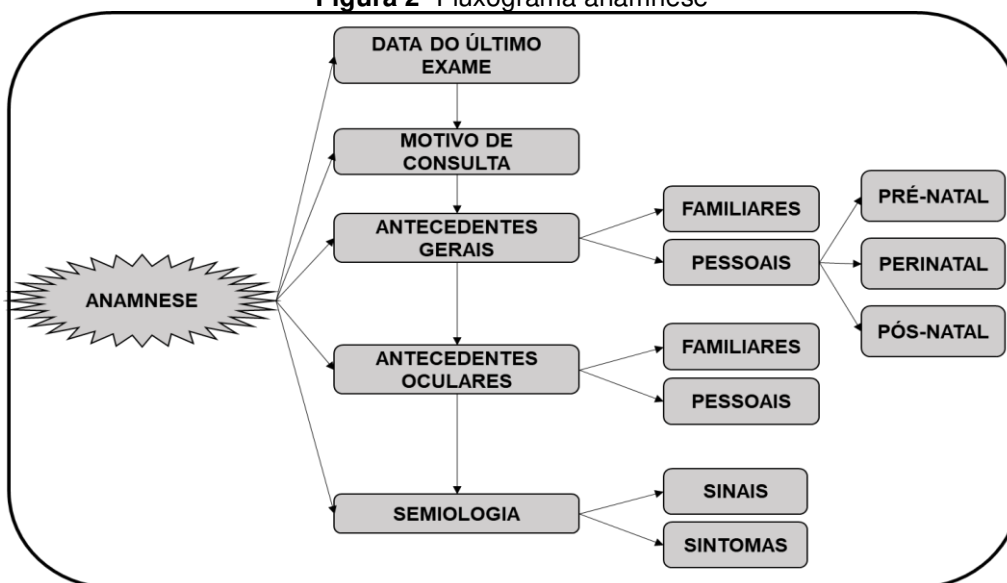 Figura 2 Fluxograma anamnese
DATA DO ÚLTIMO
EXAME
MOTIVO DE
CONSULTA
ANTECEDENTES
GERAIS
FAMILIARES
PESSOAIS
PRÉ-NATAL
PERINATAL
PÓS-NATAL
ANAMNESE
ANTECEDENTES
OCULARES
FAMILIARES
PESSOAIS
SEMIOLOGIA
SINAIS
SINTOMAS